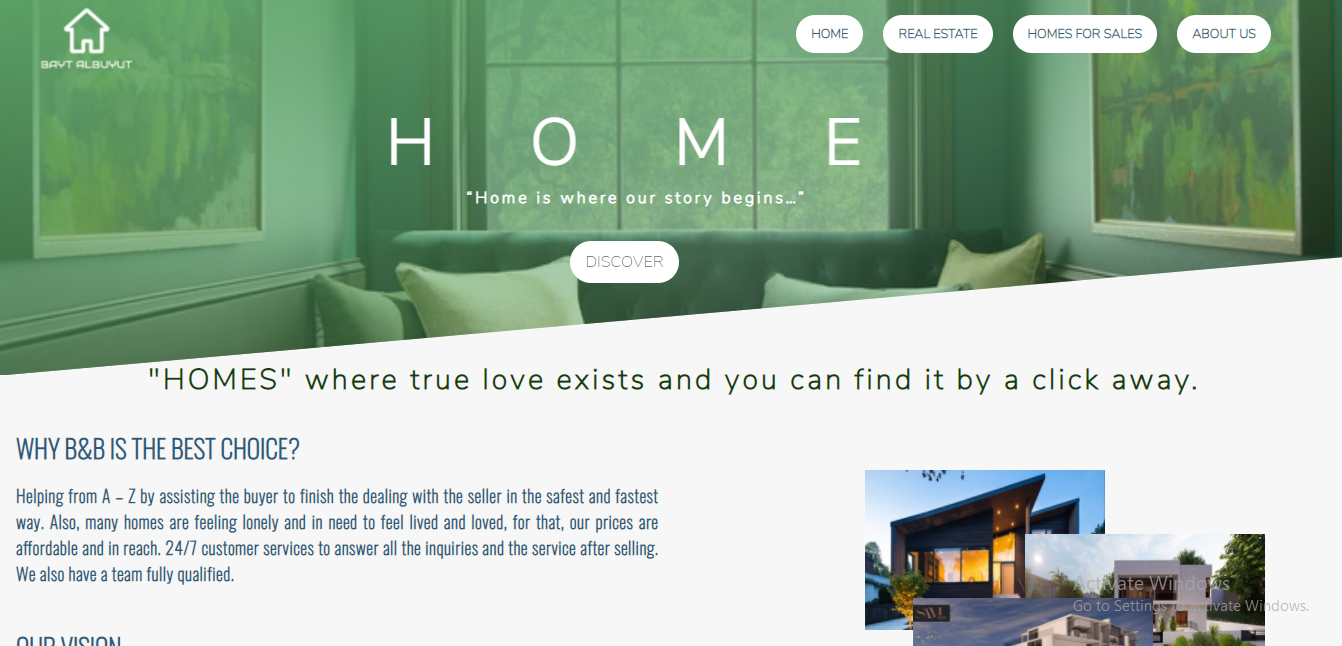 BAYT ALBUYUT
HOME
REAL ESTATE
HOMES FOR SALES
ABOUT US
H O M E
“Home is where our story begins…”
DISCOVER
"HOMES" where true love exists and you can find it by a click away.
WHY B&B IS THE BEST CHOICE?
Helping from A – Z by assisting the buyer to finish the dealing with the seller in the safest and fastest
way. Also, many homes are feeling lonely and in need to feel lived and loved, for that, our prices are
affordable and in reach. 24/7 customer services to answer all the inquiries and the service after selling.
We also have a team fully qualified.
Activate Windows
Go to Settings to activate Windows.
OUR VISION